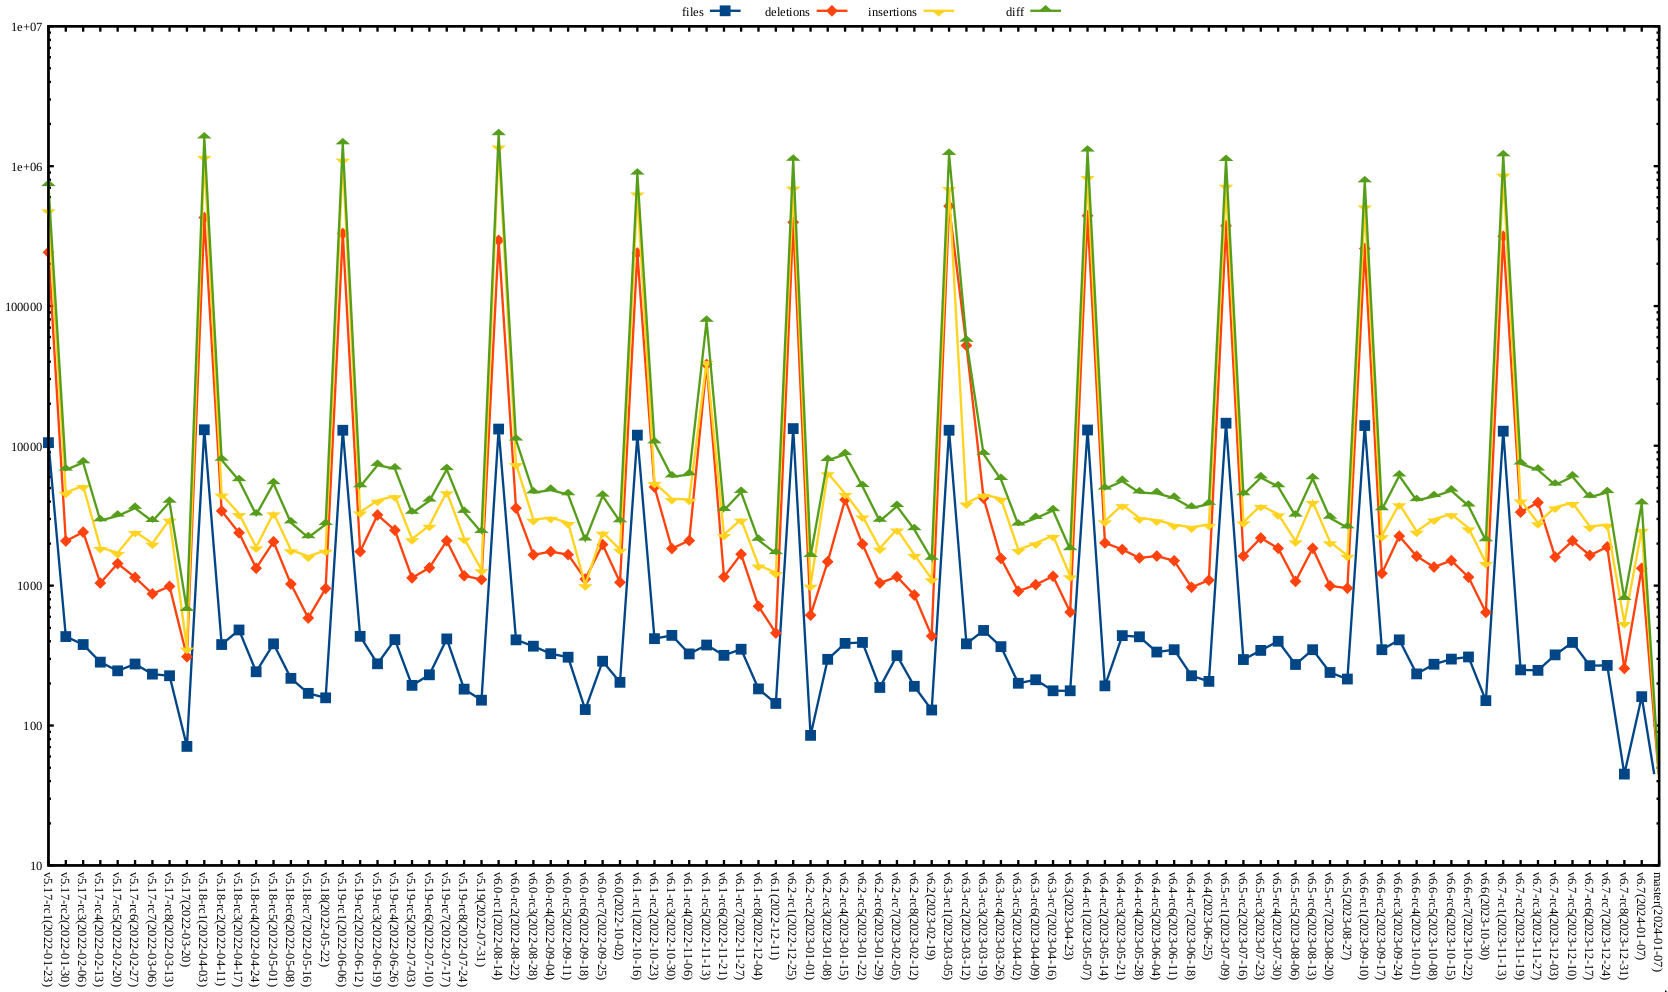 files deletions insertions diff
1e+07
1e+06
100000
10000
1000
100
10
v5.17-rc1(2022-01-23)
v5.17-rc2(2022-01-30)
v5.17-rc3(2022-02-06)
v5.17-rc4(2022-02-13)
v5.17-rc5(2022-02-20)
v5.17-rc6(2022-02-27)
v5.17-rc7(2022-03-06)
v5.17-rc8(2022-03-13)
v5.17(2022-03-20)
v5.18-rc1(2022-04-03)
v5.18-rc2(2022-04-11)
v5.18-rc3(2022-04-17)
v5.18-rc4(2022-04-24)
v5.18-rc5(2022-05-01)
v5.18-rc6(2022-05-08)
v5.18-rc7(2022-05-16)
v5.18(2022-05-22)
v5.19-rc1(2022-06-06)
v5.19-rc2(2022-06-12)
v5.19-rc3(2022-06-19)
v5.19-rc4(2022-06-26)
v5.19-rc5(2022-07-03)
v5.19-rc6(2022-07-10)
v5.19-rc7(2022-07-17)
v5.19-rc8(2022-07-24)
v5.19(2022-07-31)
v6.0-rc1(2022-08-14)
v6.0-rc2(2022-08-22)
v6.0-rc3(2022-08-28)
v6.0-rc4(2022-09-04)
v6.0-rc5(2022-09-11)
v6.0-rc6(2022-09-18)
v6.0-rc7(2022-09-25)
v6.0(2022-10-02)
v6.1-rc1(2022-10-16)
v6.1-rc2(2022-10-23)
v6.1-rc3(2022-10-30)
v6.1-rc4(2022-11-06)
v6.1-rc5(2022-11-13)
v6.1-rc6(2022-11-21)
v6.1-rc7(2022-11-27)
v6.1-rc8(2022-12-04)
v6.1(2022-12-11)
v6.2-rc1(2022-12-25)
v6.2-rc2(2023-01-01)
v6.2-rc3(2023-01-08)
v6.2-rc4(2023-01-15)
v6.2-rc5(2023-01-22)
v6.2-rc6(2023-01-29)
v6.2-rc7(2023-02-05)
v6.2-rc8(2023-02-12)
v6.2(2023-02-19)
v6.3-rc1(2023-03-05)
v6.3-rc2(2023-03-12)
v6.3-rc3(2023-03-19)
v6.3-rc4(2023-03-26)
v6.3-rc5(2023-04-02)
v6.3-rc6(2023-04-09)
v6.3-rc7(2023-04-16)
v6.3(2023-04-23)
v6.4-rc1(2023-05-07)
v6.4-rc2(2023-05-14)
v6.4-rc3(2023-05-21)
v6.4-rc4(2023-05-28)
v6.4-rc5(2023-06-04)
v6.4-rc6(2023-06-11)
v6.4-rc7(2023-06-18)
v6.4(2023-06-25)
v6.5-rc1(2023-07-09)
v6.5-rc2(2023-07-16)
v6.5-rc3(2023-07-23)
v6.5-rc4(2023-07-30)
v6.5-rc5(2023-08-06)
v6.5-rc6(2023-08-13)
v6.5-rc7(2023-08-20)
v6.5(2023-08-27)
v6.6-rc1(2023-09-10)
v6.6-rc2(2023-09-17)
v6.6-rc3(2023-09-24)
v6.6-rc4(2023-10-01)
v6.6-rc5(2023-10-08)
v6.6-rc6(2023-10-15)
v6.6-rc7(2023-10-22)
v6.6(2023-10-30)
v6.7-rc1(2023-11-13)
v6.7-rc2(2023-11-19)
v6.7-rc3(2023-11-27)
v6.7-rc4(2023-12-03)
v6.7-rc5(2023-12-10)
v6.7-rc6(2023-12-17)
v6.7-rc7(2023-12-24)
v6.7-rc8(2023-12-31)
v6.7(2024-01-07)
master(2024-01-07)